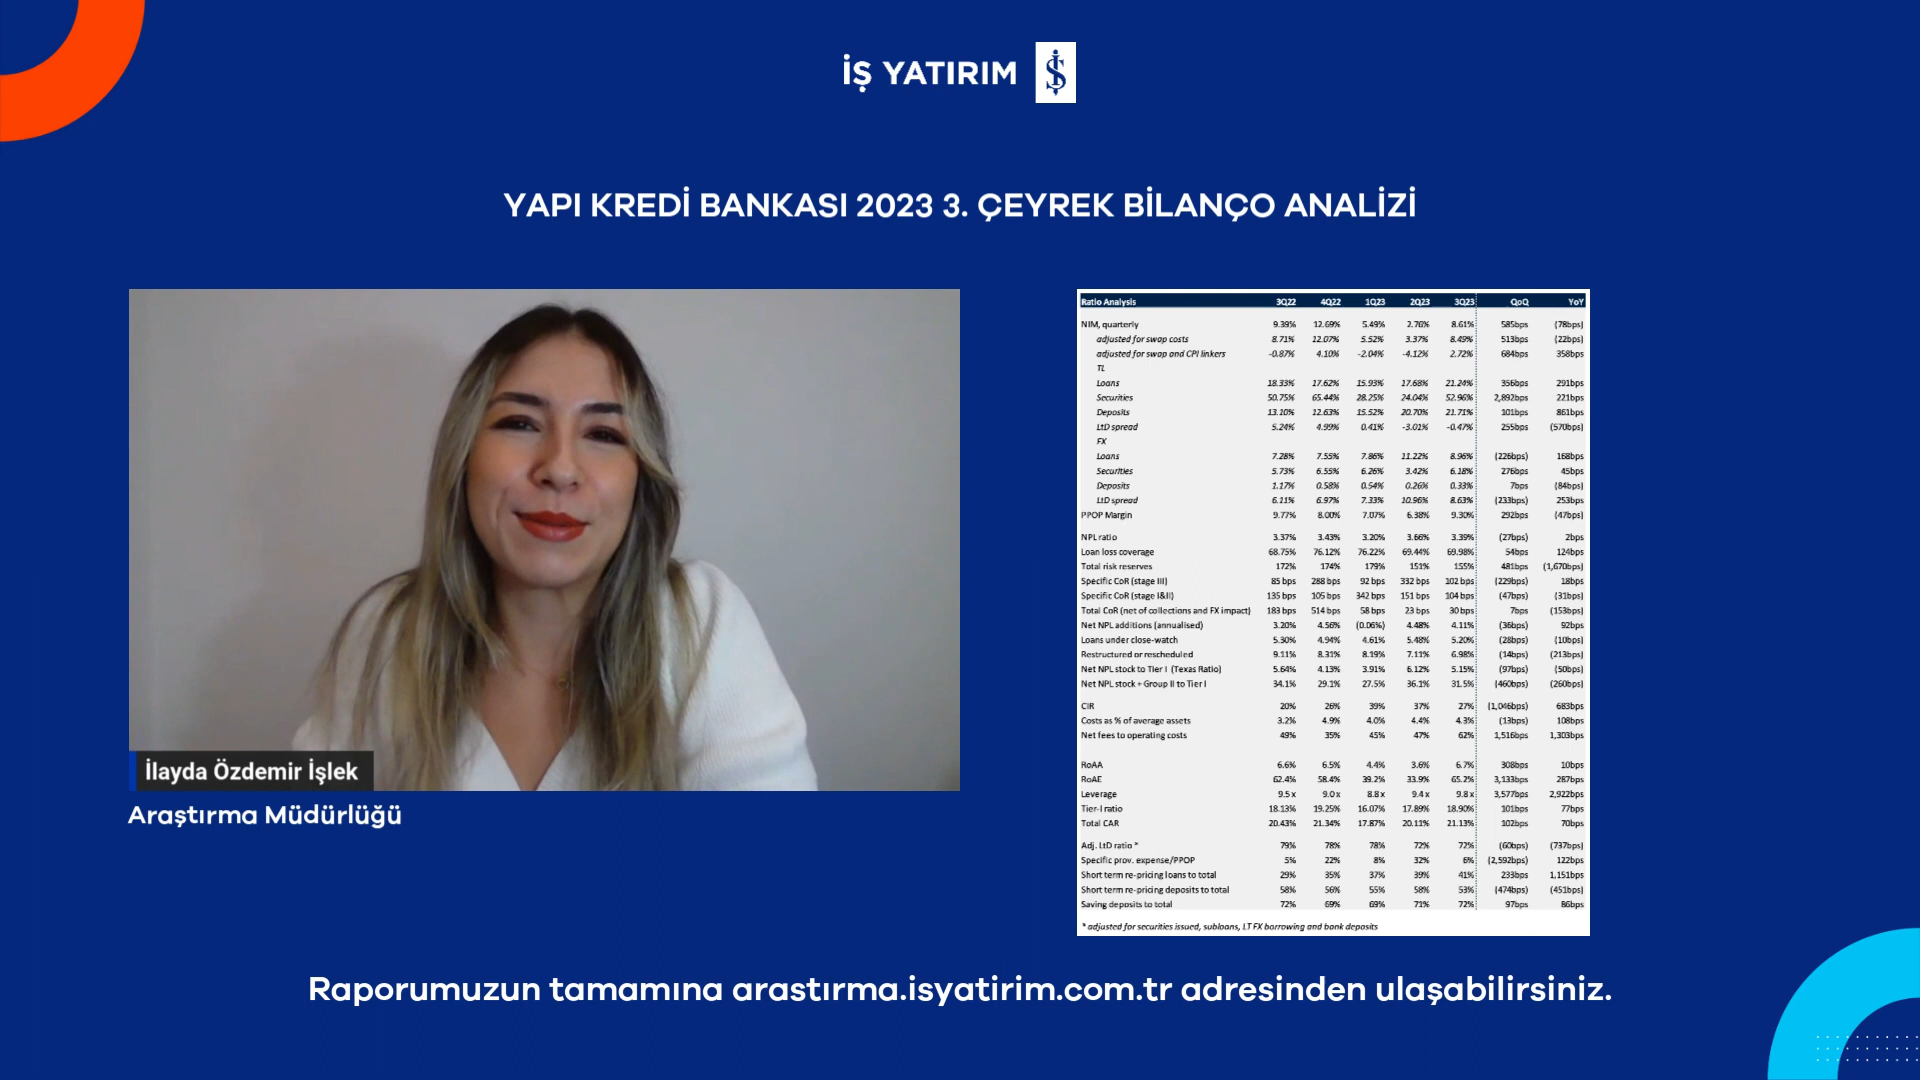 İŞ YATIRIM
YAPI KREDİ BANKASI 2023 3. ÇEYREK BİLANÇO ANALİZİ
İlayda Özdemir İşlek
Araştırma Müdürlüğü
Ratio Analysis 3Q22 4Q22 1Q23 2Q23 3Q23 QoQ YoY
NIM, quarterly 9.39% 12.69% 5.49% 2.76% 8.61% 585bps (78bps)
adjusted for swap costs 8.71% 12.07% 5.52% 3.37% 8.49% 513bps (22bps)
adjusted for swap and CPI linkers -0.87% 4.10% -2.04% -4.12% 2.72% 684bps 358bps
TL
Loans 18.33% 17.62% 15.93% 17.68% 21.24% 356bps 291bps
Securities 50.75% 65.44% 28.25% 24.04% 52.96% 2,892bps 221bps
Deposits 13.10% 12.63% 15.52% 20.70% 21.71% 101bps 861bps
LtD spread 5.24% 4.99% 0.41% -3.01% -0.47% 255bps (570bps)
FX
Loans 7.28% 7.55% 7.86% 11.22% 8.96% (226bps) 168bps
Securities 5.73% 6.55% 6.26% 3.42% 6.18% 276bps 45bps
Deposits 1.17% 0.58% 0.54% 0.26% 0.33% 7bps (84bps)
LtD spread 6.11% 6.97% 7.33% 10.96% 8.63% (233bps) 253bps
PPOP Margin 9.77% 8.00% 7.07% 6.38% 9.30% 292bps (47bps)
NPL ratio 3.37% 3.43% 3.20% 3.66% 3.39% (27bps) 2bps
Loan loss coverage 68.75% 76.12% 76.22% 69.44% 69.98% 54bps 124bps
Total risk reserves 172% 174% 179% 151% 155% 481bps (1,670bps)
Specific CoR (stage III) 85 bps 288 bps 92 bps 332 bps 102 bps (229bps) 18bps
Specific CoR (stage I&II) 135 bps 105 bps 342 bps 151 bps 104 bps (47bps) (31bps)
Total CoR (net of collections and FX impact) 183 bps 514 bps 58 bps 23 bps 30 bps 7bps (153bps)
Net NPL additions (annualised) 3.20% 4.56% (0.06%) 4.48% 4.11% (36bps) 92bps
Loans under close-watch 5.30% 4.94% 4.61% 5.48% 5.20% (28bps) (10bps)
Restructured or rescheduled 9.11% 8.31% 8.19% 7.11% 6.98% (14bps) (213bps)
Net NPL stock to Tier I (Texas Ratio) 5.64% 4.13% 3.91% 6.12% 5.15% (97bps) (50bps)
Net NPL stock + Group II to Tier I 34.1% 29.1% 27.5% 36.1% 31.5% (460bps) (260bps)
CIR 20% 26% 39% 37% 27% (1,046bps) 683bps
Costs as % of average assets 3.2% 4.9% 4.0% 4.4% 4.3% (13bps) 108bps
Net fees to operating costs 49% 35% 45% 47% 62% 1,516bps 1,303bps
RoAA 6.6% 6.5% 4.4% 3.6% 6.7% 308bps 10bps
RoAE 62.4% 58.4% 39.2% 33.9% 65.2% 3,133bps 287bps
Leverage 9.5 x 9.0 x 8.8 x 9.4 x 9.8 x 3,577bps 2,922bps
Tier-I ratio 18.13% 19.25% 16.07% 17.89% 18.90% 101bps 77bps
Total CAR 20.43% 21.34% 17.87% 20.11% 21.13% 102bps 70bps
Adj. LtD ratio * 79% 78% 78% 72% 72% (60bps) (737bps)
Specific prov. expense/PPOP 5% 22% 8% 32% 6% (2,592bps) 122bps
Short term re-pricing loans to total 29% 35% 37% 39% 41% 233bps 1,151bps
Short term re-pricing deposits to total 58% 56% 55% 58% 53% (474bps) (451bps)
Saving deposits to total 72% 69% 69% 71% 72% 97bps 86bps
* adjusted for securities issued, subloans, LT FX borrowing and bank deposits
Raporumuzun tamamına arastırma.isyatirim.com.tr adresinden ulaşabilirsiniz.